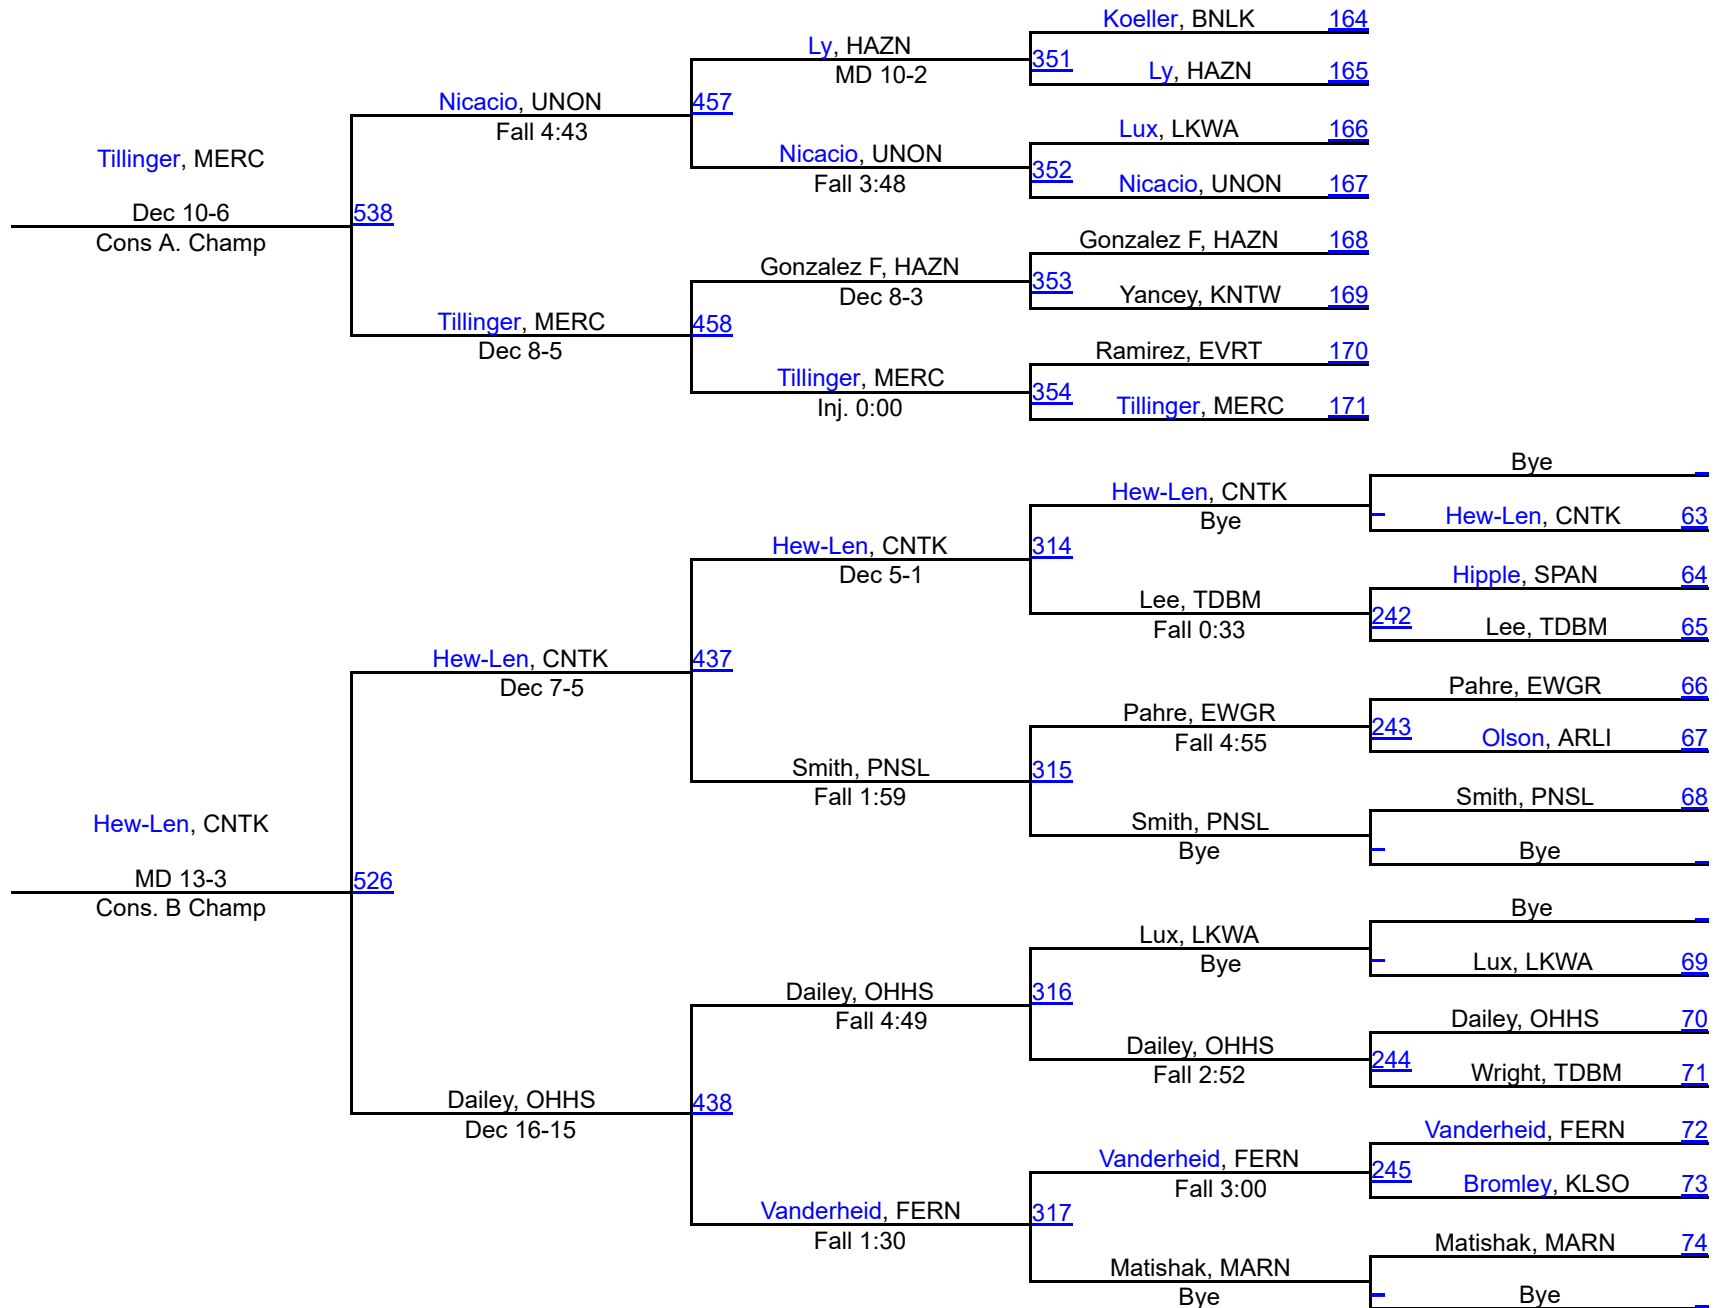 Koeller, BNLK 164
Ly, HAZN
MD 10-2
351
Ly, HAZN 165
Nicacio, UNON
Fall 4:43
457
Lux, LKWA 166
Nicacio, UNON
Fall 3:48
352
Nicacio, UNON 167
Tillinger, MERC
Dec 10-6
Cons A. Champ
538
Gonzalez F, HAZN 168
Gonzalez F, HAZN
Dec 8-3
353
Yancey, KNTW 169
Tillinger, MERC
Dec 8-5
458
Ramirez, EVRT 170
Tillinger, MERC
Inj. 0:00
354
Tillinger, MERC 171
Bye
Hew-Len, CNTK
Bye
Hew-Len, CNTK 63
Hew-Len, CNTK
Dec 5-1
314
Hipple, SPAN 64
Lee, TDBM
Fall 0:33
242
Lee, TDBM 65
Hew-Len, CNTK
Dec 7-5
437
Pahre, EWGR 66
Pahre, EWGR
Fall 4:55
243
Olson, ARLI 67
Smith, PNSL
Fall 1:59
315
Smith, PNSL 68
Smith, PNSL
Bye
Bye
Hew-Len, CNTK
MD 13-3
Cons. B Champ
526
Bye
Lux, LKWA
Bye
Lux, LKWA 69
Dailey, OHHS
Fall 4:49
316
Dailey, OHHS 70
Dailey, OHHS
Fall 2:52
244
Wright, TDBM 71
Dailey, OHHS
Dec 16-15
438
Vanderheid, FERN 72
Vanderheid, FERN
Fall 3:00
245
Bromley, KLSO 73
Vanderheid, FERN
Fall 1:30
317
Matishak, MARN 74
Matishak, MARN
Bye
Bye